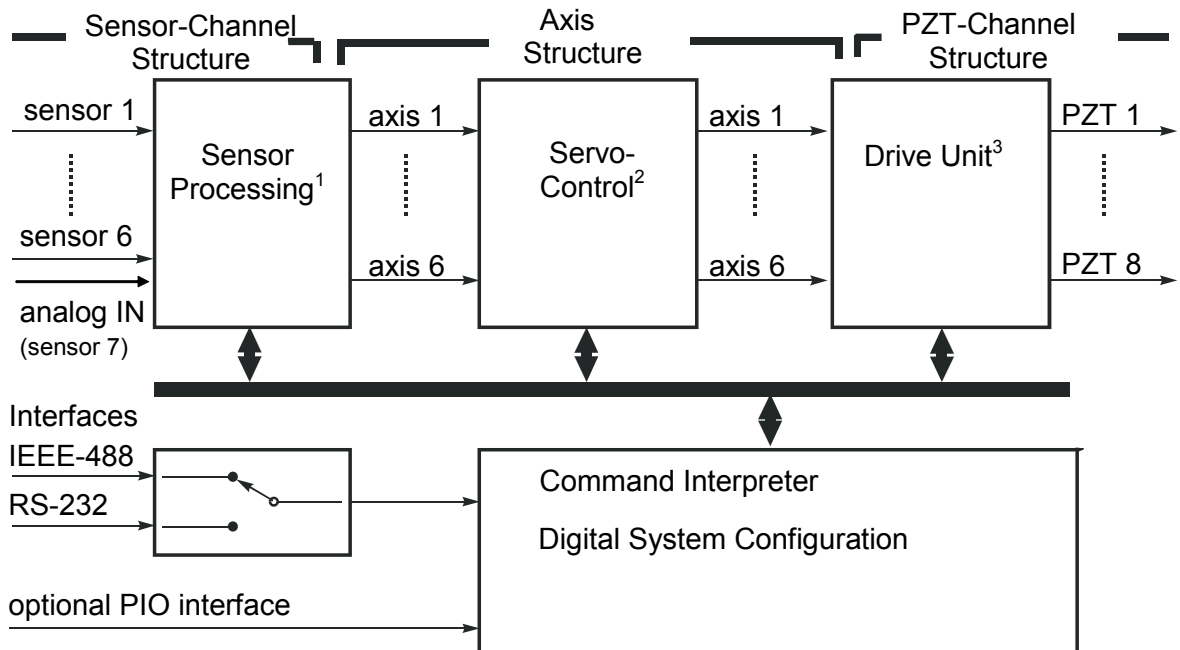 Sensor-Channel
Structure
Axis
Structure
PZT-Channel
Structure
sensor 1
sensor 6
analog IN
(sensor 7)
Sensor
Processing¹
axis 1
axis 6
Servo-
Control²
axis 1
axis 6
Drive Unit³
PZT 1
PZT 8
Interfaces
IEEE-488
RS-232
optional PIO interface
Command Interpreter
Digital System Configuration